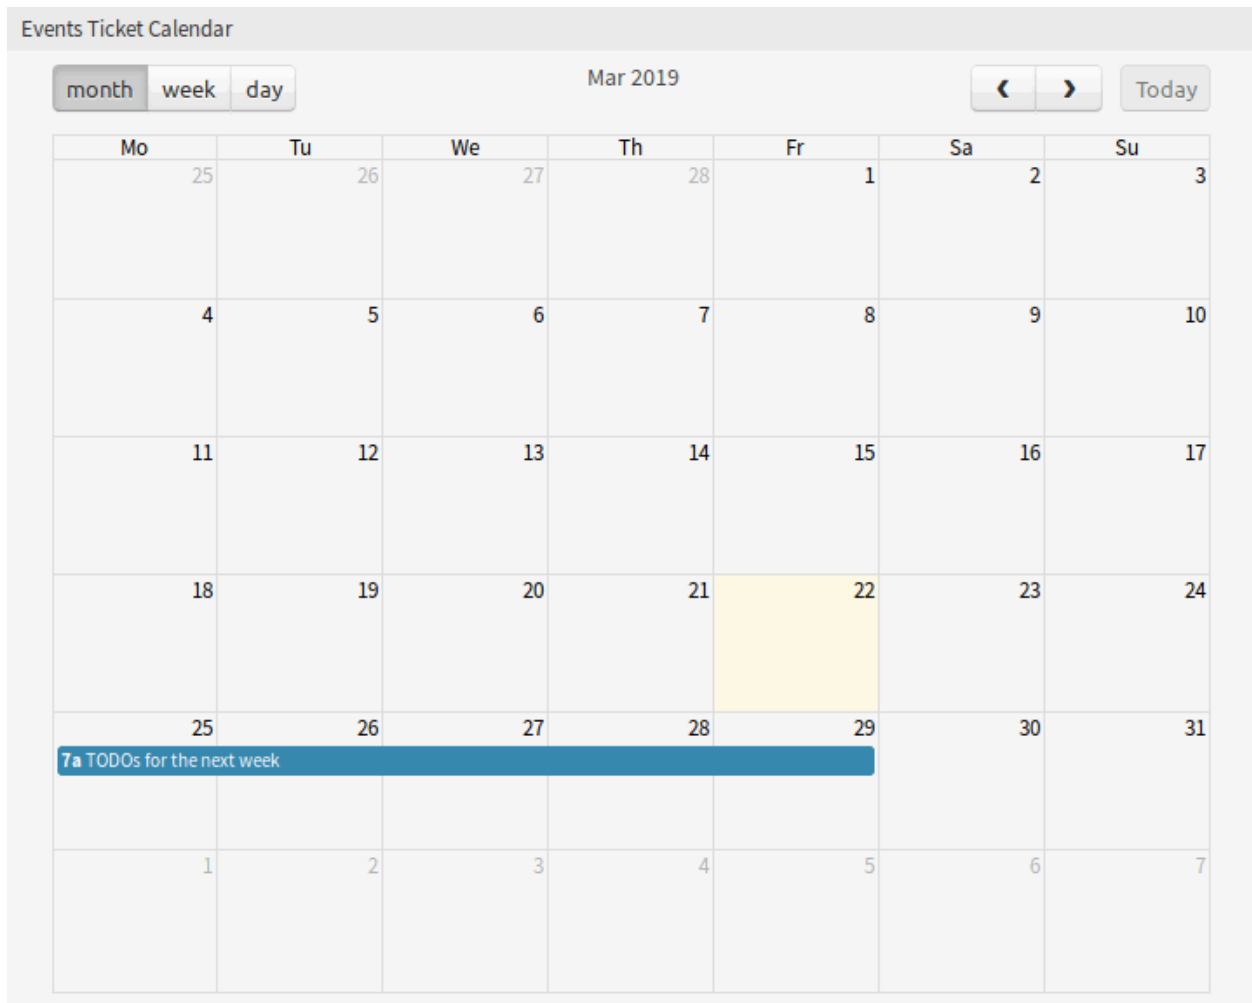 Events Ticket Calendar
month week day Mar 2019 ❮ ❯ Today
Mo Tu We Th Fr Sa Su
25 26 27 28 1 2 3
4 5 6 7 8 9 10
11 12 13 14 15 16 17
18 19 20 21 22 23 24
25 26 27 28 29 30 31
7a TODOs for the next week
1 2 3 4 5 6 7